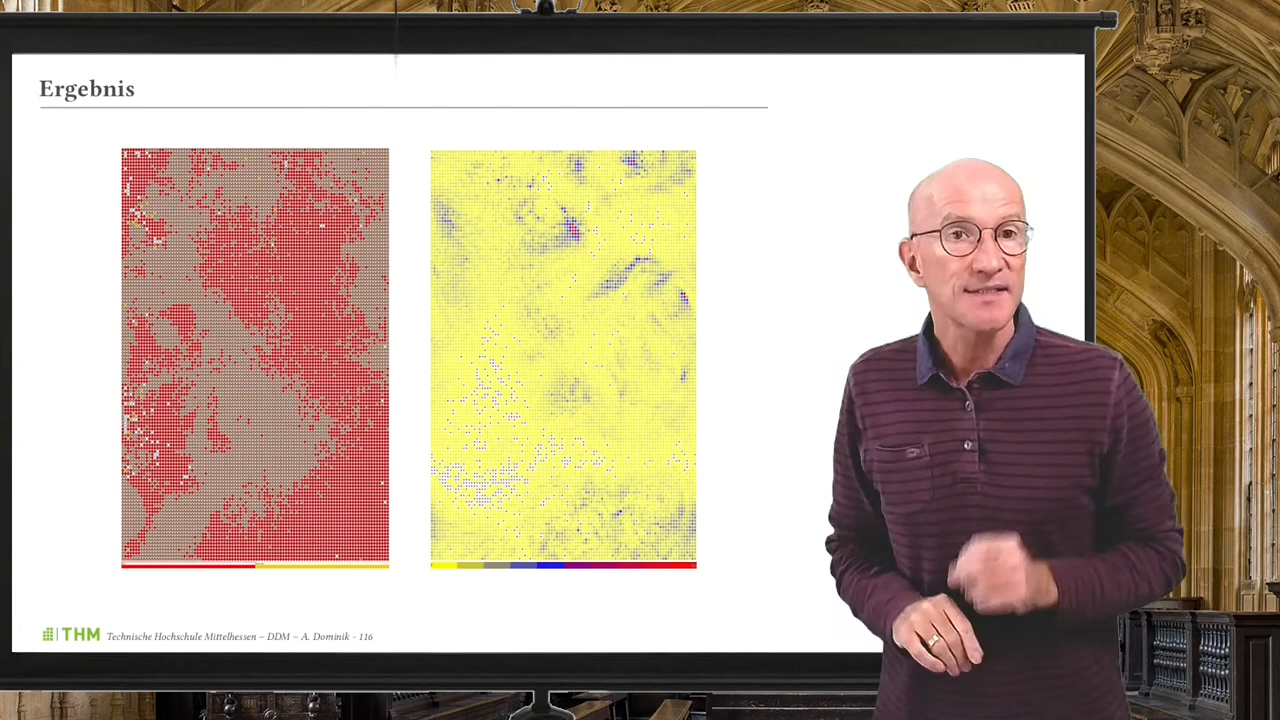 Ergebnis
THM Technische Hochschule Mittelhessen – DDM – A. Dominik - 116